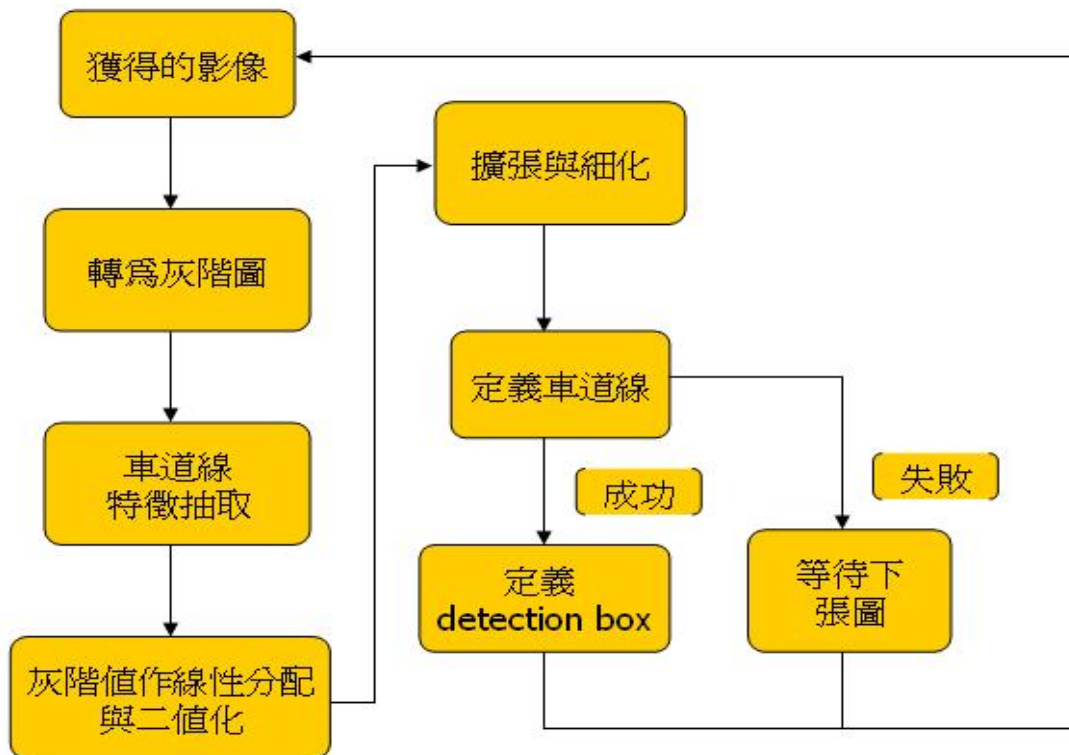 獲得的影像
轉為灰階圖
車道線
特徵抽取
灰階值作線性分配
與二值化
擴張與細化
定義車道線
成功
失敗
定義
detection box
等待下
張圖